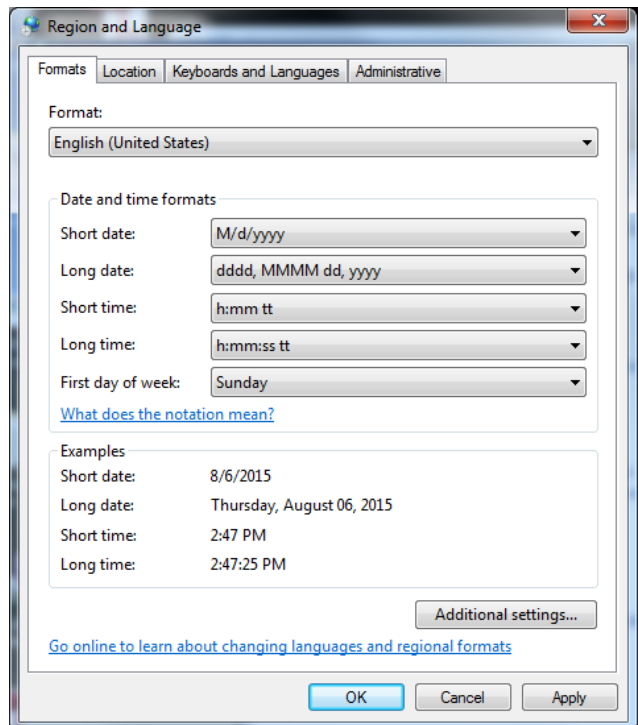 Region and Language
Formats Location Keyboards and Languages Administrative
Format:
English (United States)
Date and time formats
Short date: M/d/yyyy
Long date: dddd, MMMM dd, yyyy
Short time: h:mm tt
Long time: h:mm:ss tt
First day of week: Sunday
What does the notation mean?
Examples
Short date: 8/6/2015
Long date: Thursday, August 06, 2015
Short time: 2:47 PM
Long time: 2:47:25 PM
Additional settings...
Go online to learn about changing languages and regional formats
OK Cancel Apply